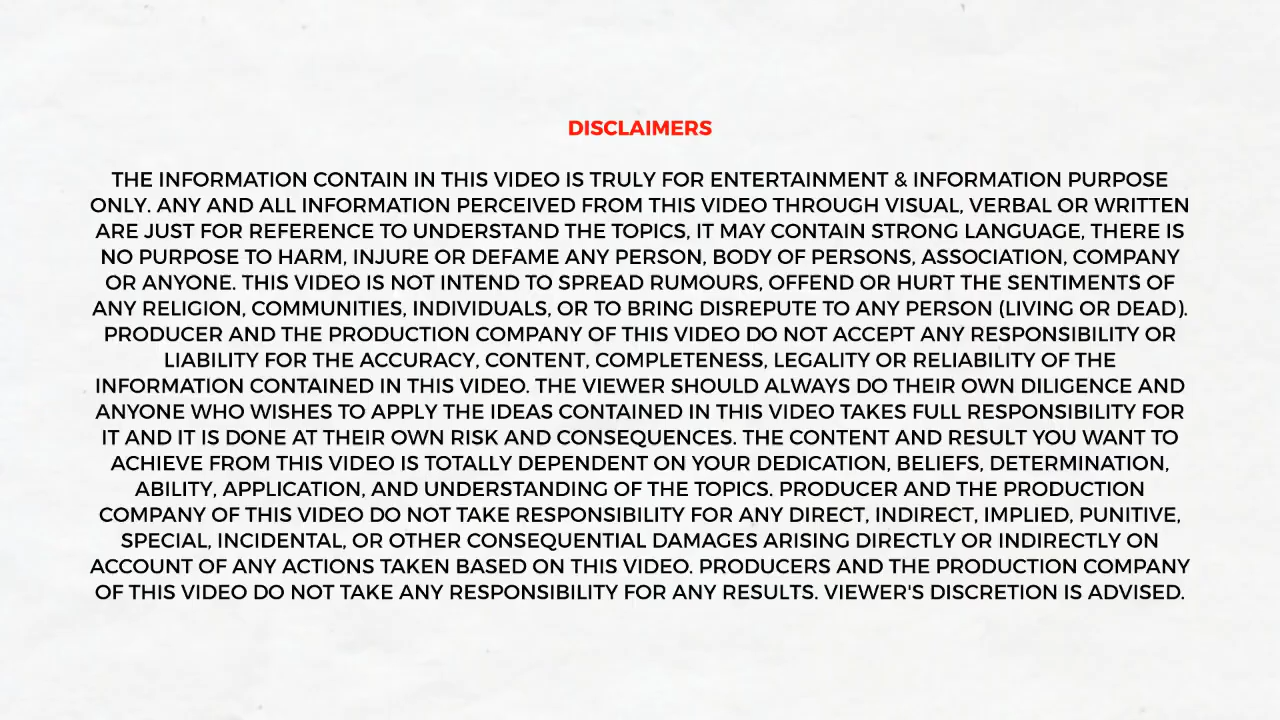 DISCLAIMERS
THE INFORMATION CONTAIN IN THIS VIDEO IS TRULY FOR ENTERTAINMENT & INFORMATION PURPOSE
ONLY. ANY AND ALL INFORMATION PERCEIVED FROM THIS VIDEO THROUGH VISUAL, VERBAL OR WRITTEN
ARE JUST FOR REFERENCE TO UNDERSTAND THE TOPICS, IT MAY CONTAIN STRONG LANGUAGE, THERE IS
NO PURPOSE TO HARM, INJURE OR DEFAME ANY PERSON, BODY OF PERSONS, ASSOCIATION, COMPANY
OR ANYONE. THIS VIDEO IS NOT INTEND TO SPREAD RUMOURS, OFFEND OR HURT THE SENTIMENTS OF
ANY RELIGION, COMMUNITIES, INDIVIDUALS, OR TO BRING DISREPUTE TO ANY PERSON (LIVING OR DEAD).
PRODUCER AND THE PRODUCTION COMPANY OF THIS VIDEO DO NOT ACCEPT ANY RESPONSIBILITY OR
LIABILITY FOR THE ACCURACY, CONTENT, COMPLETENESS, LEGALITY OR RELIABILITY OF THE
INFORMATION CONTAINED IN THIS VIDEO. THE VIEWER SHOULD ALWAYS DO THEIR OWN DILIGENCE AND
ANYONE WHO WISHES TO APPLY THE IDEAS CONTAINED IN THIS VIDEO TAKES FULL RESPONSIBILITY FOR
IT AND IT IS DONE AT THEIR OWN RISK AND CONSEQUENCES. THE CONTENT AND RESULT YOU WANT TO
ACHIEVE FROM THIS VIDEO IS TOTALLY DEPENDENT ON YOUR DEDICATION, BELIEFS, DETERMINATION,
ABILITY, APPLICATION, AND UNDERSTANDING OF THE TOPICS. PRODUCER AND THE PRODUCTION
COMPANY OF THIS VIDEO DO NOT TAKE RESPONSIBILITY FOR ANY DIRECT, INDIRECT, IMPLIED, PUNITIVE,
SPECIAL, INCIDENTAL, OR OTHER CONSEQUENTIAL DAMAGES ARISING DIRECTLY OR INDIRECTLY ON
ACCOUNT OF ANY ACTIONS TAKEN BASED ON THIS VIDEO. PRODUCERS AND THE PRODUCTION COMPANY
OF THIS VIDEO DO NOT TAKE ANY RESPONSIBILITY FOR ANY RESULTS. VIEWER'S DISCRETION IS ADVISED.